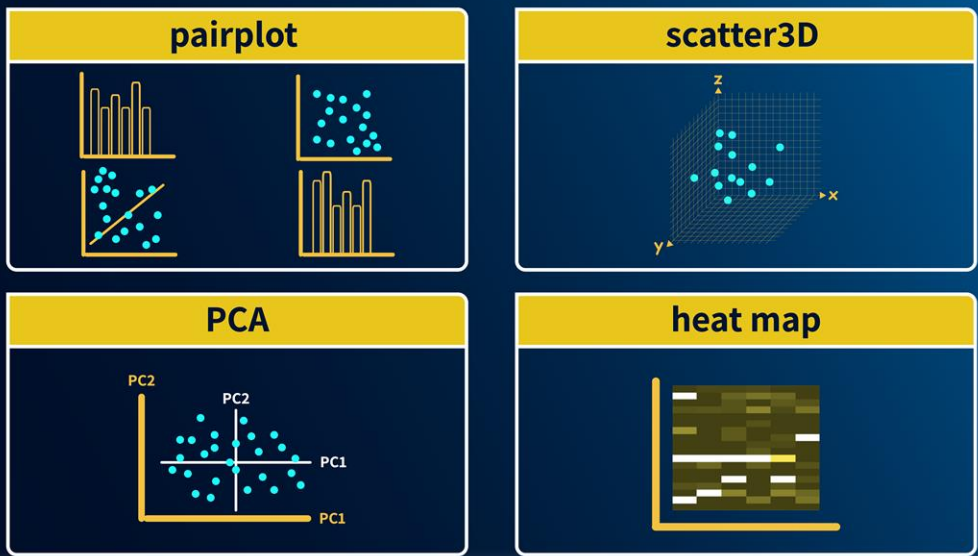 pairplot
scatter3D
z
x
y
PCA
heat map
PC2
PC2
PC1
PC1